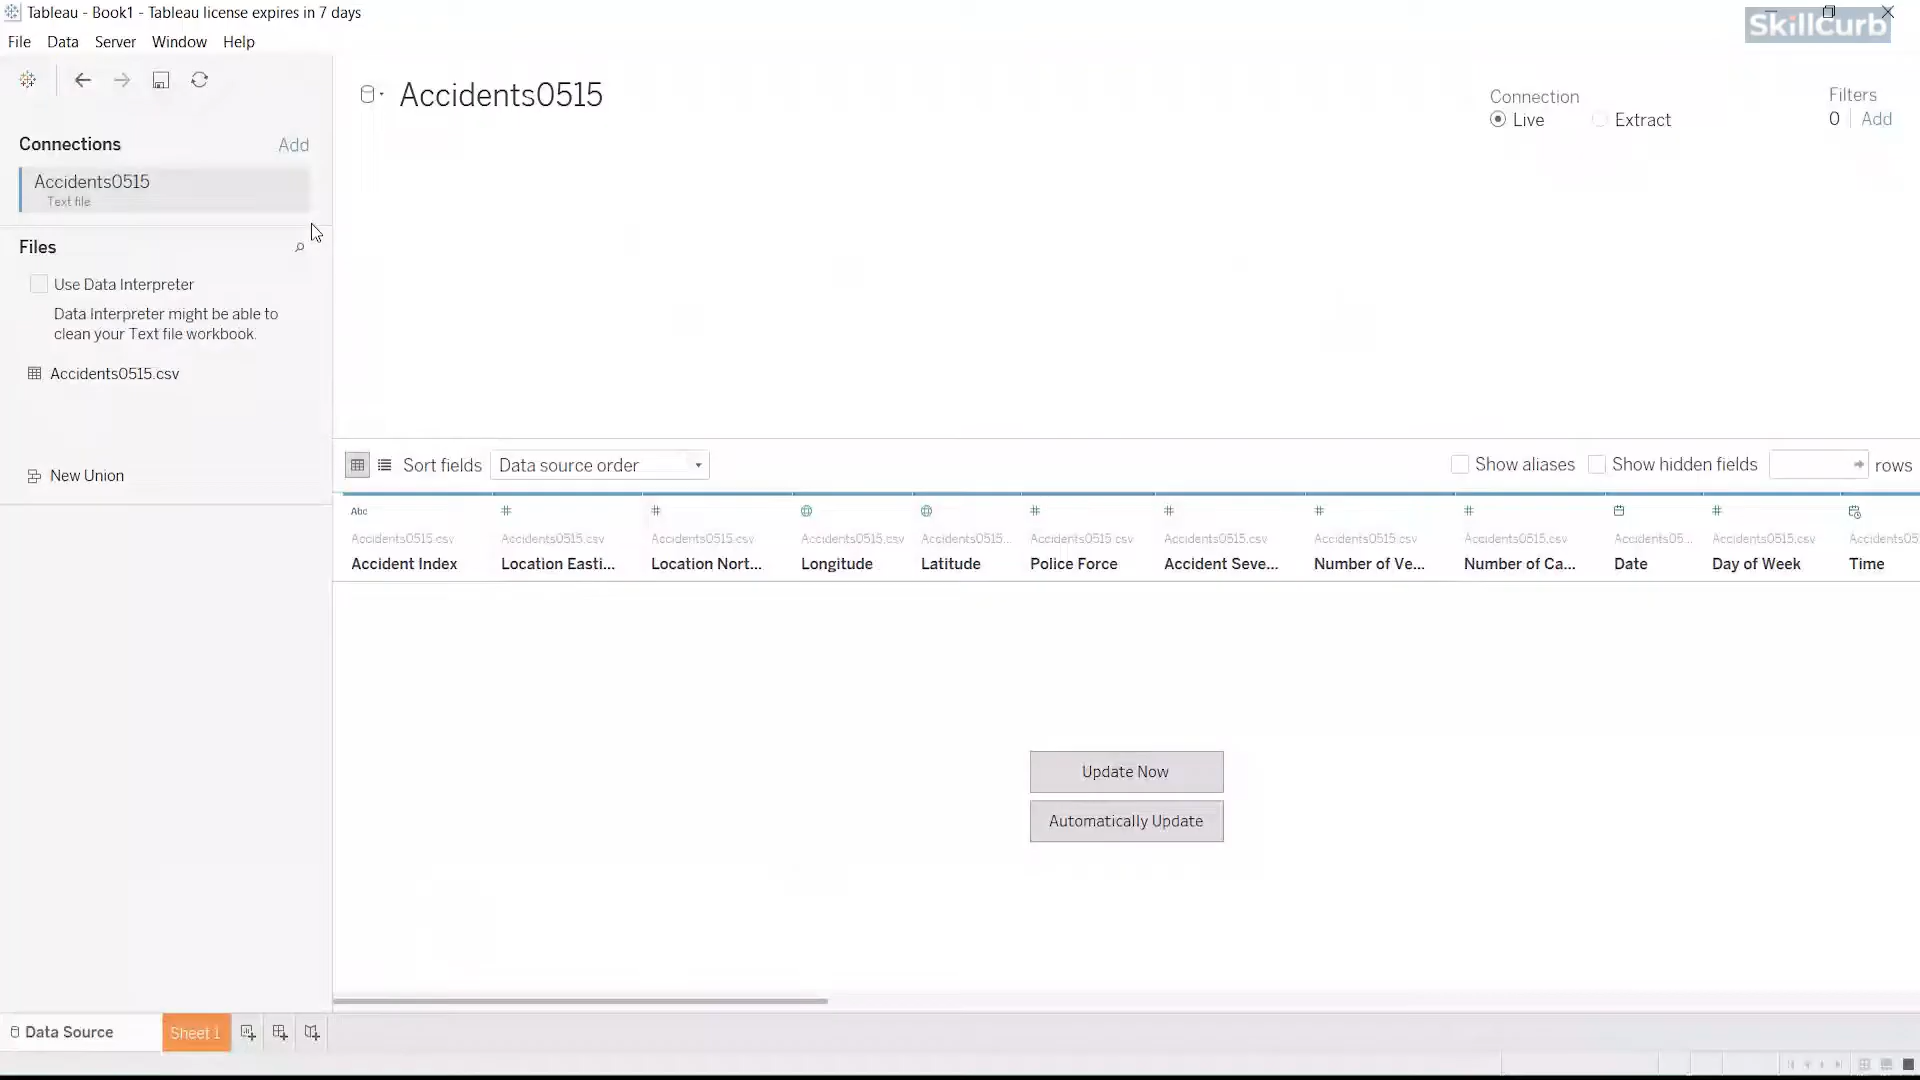 Tableau - Book1 - Tableau license expires in 7 days
SkillCurb
File Data Server Window Help
Accidents0515
Connection
Live Extract
Filters
0 Add
Connections Add
Accidents0515
Text file
Files
Use Data Interpreter
Data Interpreter might be able to
clean your Text file workbook.
Accidents0515.csv
New Union
Sort fields Data source order Show aliases Show hidden fields rows
Abc
Accidents0515.csv Accidents0515.csv Accidents0515.csv Accidents0515.csv Accidents0515... Accidents0515.csv Accidents0515.csv Accidents0515.csv Accidents0515.csv Accidents05... Accidents0515.csv Accidents05
Accident Index Location Easti... Location Nort... Longitude Latitude Police Force Accident Seve... Number of Ve... Number of Ca... Date Day of Week Time
Update Now
Automatically Update
Data Source Sheet 1